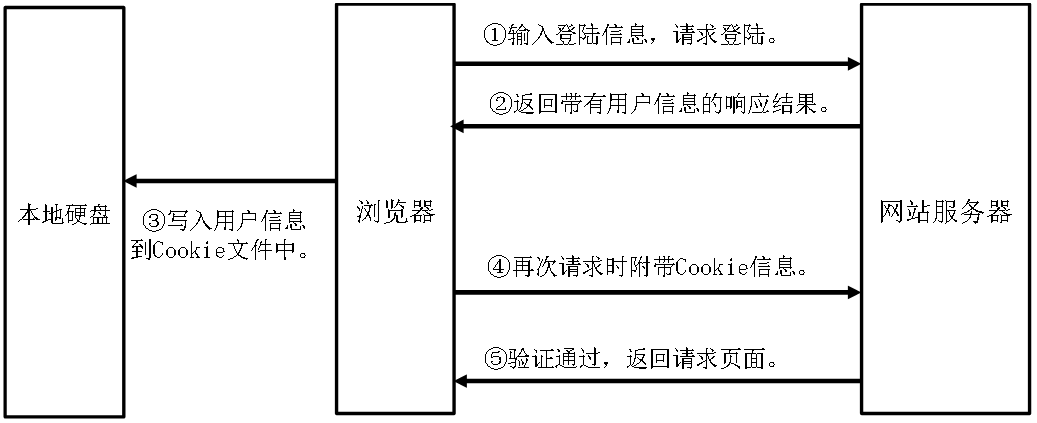 ①输入登陆信息，请求登陆。
②返回带有用户信息的响应结果。
本地硬盘
③写入用户信息
到Cookie文件中。
浏览器
网站服务器
④再次请求时附带Cookie信息。
⑤验证通过，返回请求页面。